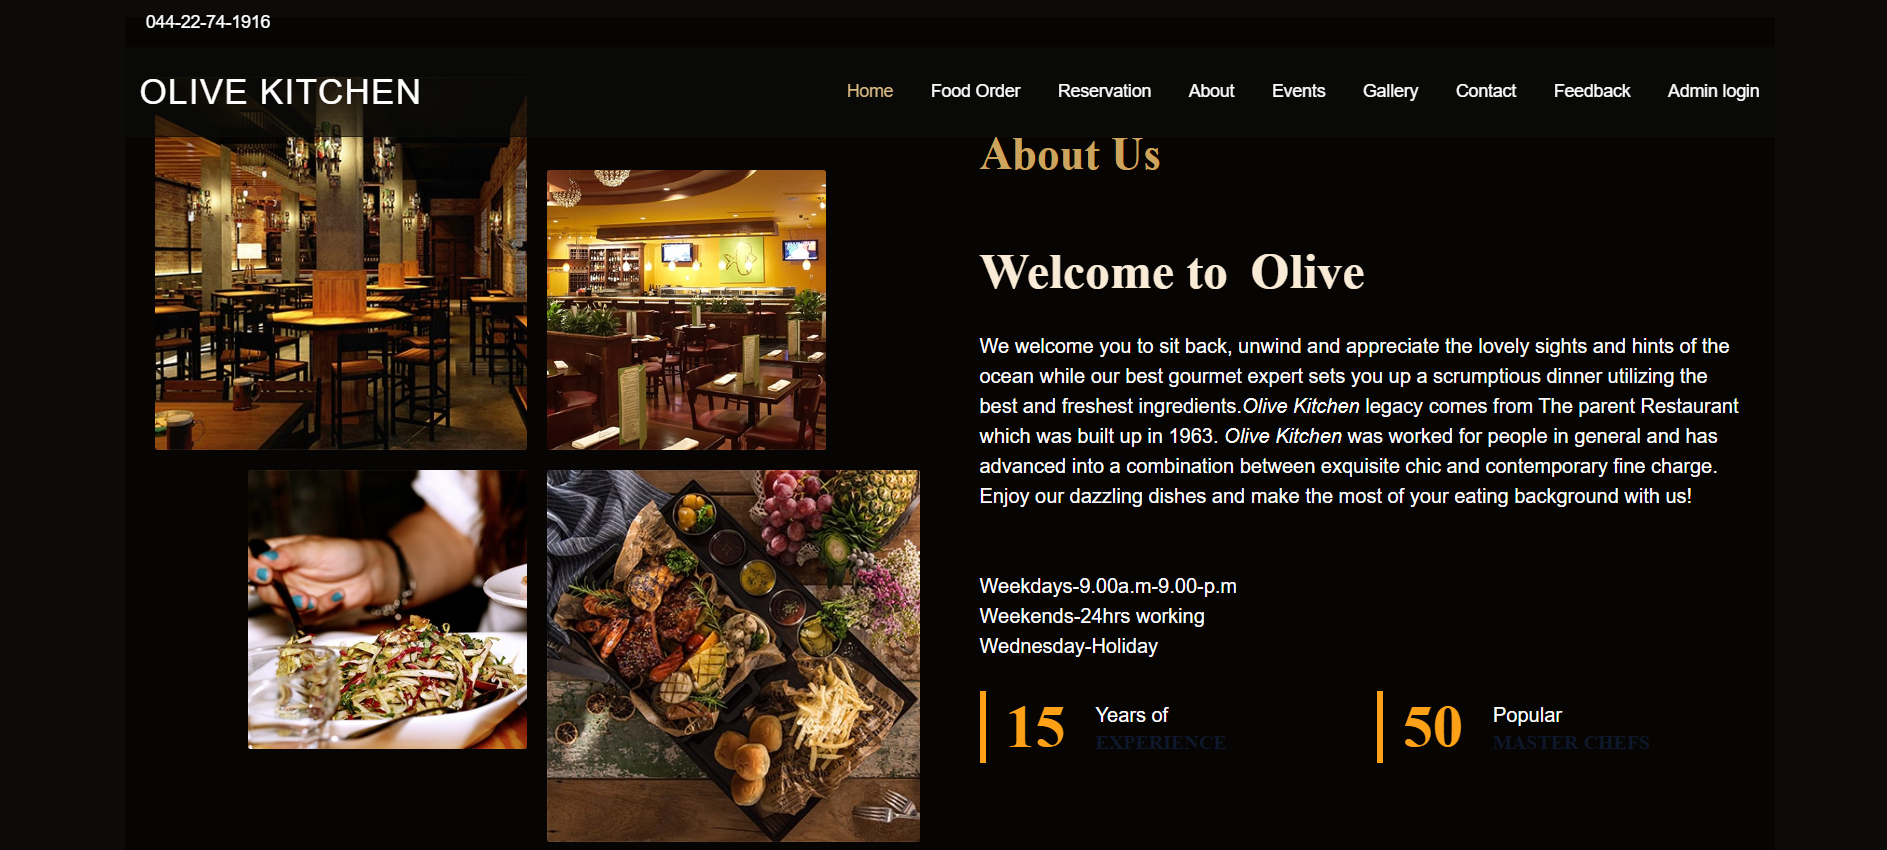 044-22-74-1916
OLIVE KITCHEN
Home Food Order Reservation About Events Gallery Contact Feedback Admin login
About Us
Welcome to Olive
We welcome you to sit back, unwind and appreciate the lovely sights and hints of the
ocean while our best gourmet expert sets you up a scrumptious dinner utilizing the
best and freshest ingredients.Olive Kitchen legacy comes from The parent Restaurant
which was built up in 1963. Olive Kitchen was worked for people in general and has
advanced into a combination between exquisite chic and contemporary fine charge.
Enjoy our dazzling dishes and make the most of your eating background with us!
Weekdays-9.00a.m-9.00-p.m
Weekends-24hrs working
Wednesday-Holiday
15 Years of
EXPERIENCE
50 Popular
MASTER CHEFS